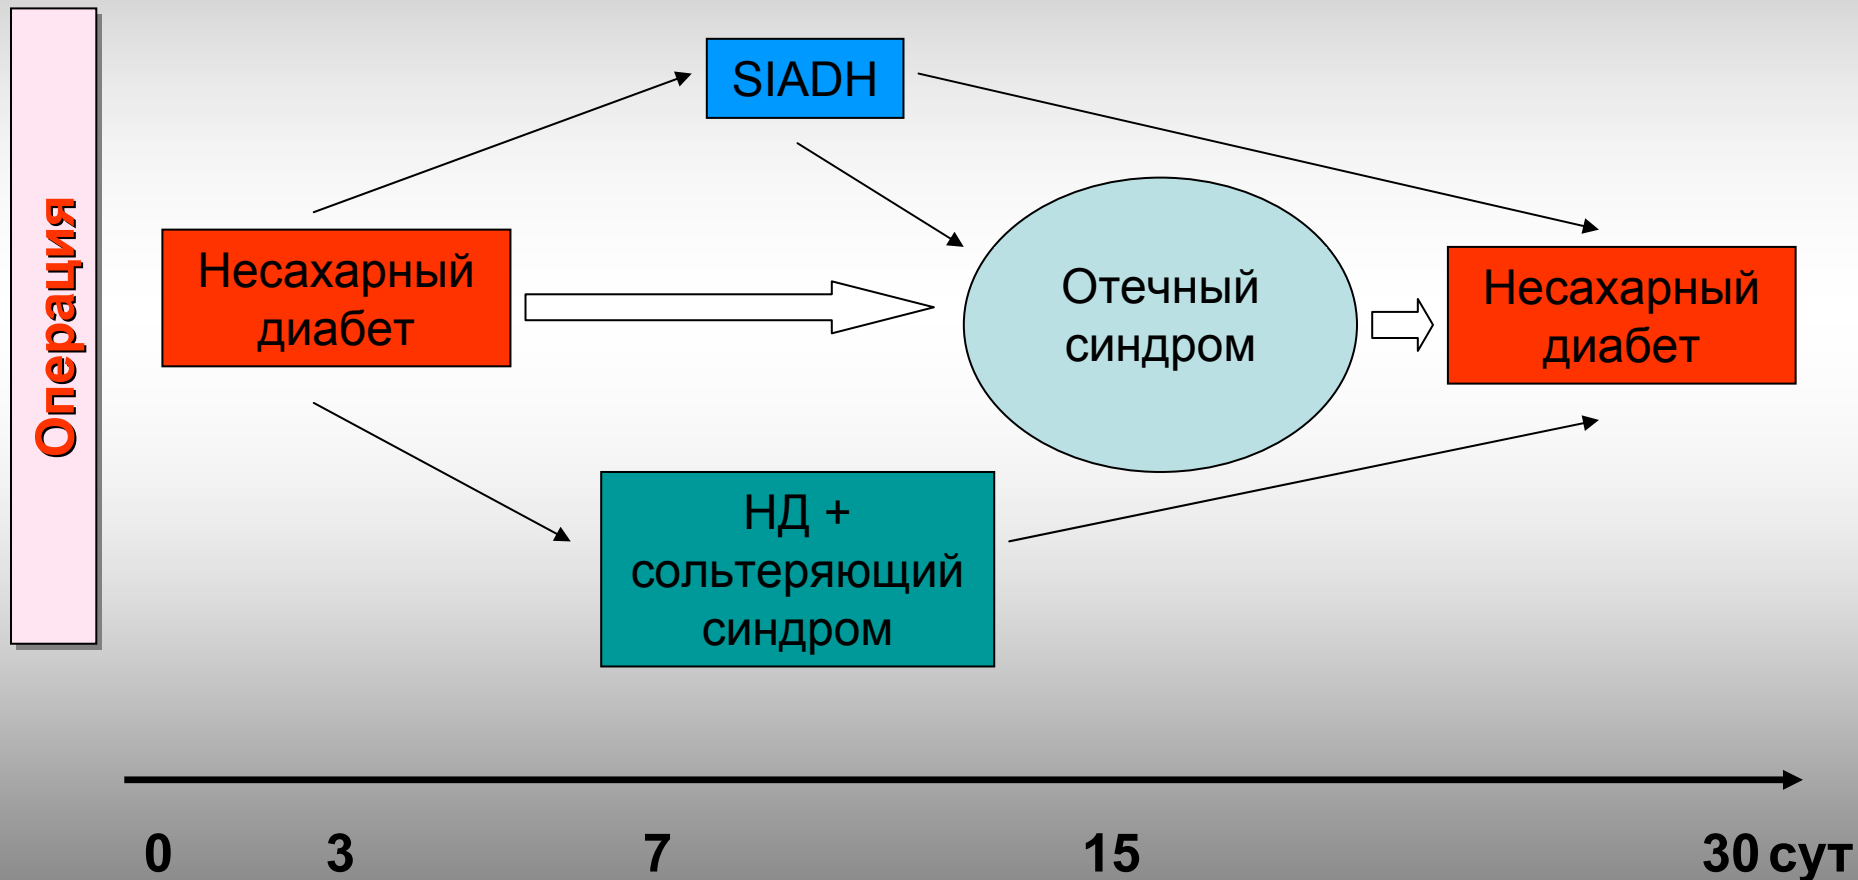 Операция
SIADH
Несахарный
диабет
Отечный
синдром
Несахарный
диабет
НД +
сольтеряющий
синдром
0 3 7 15 30 сут